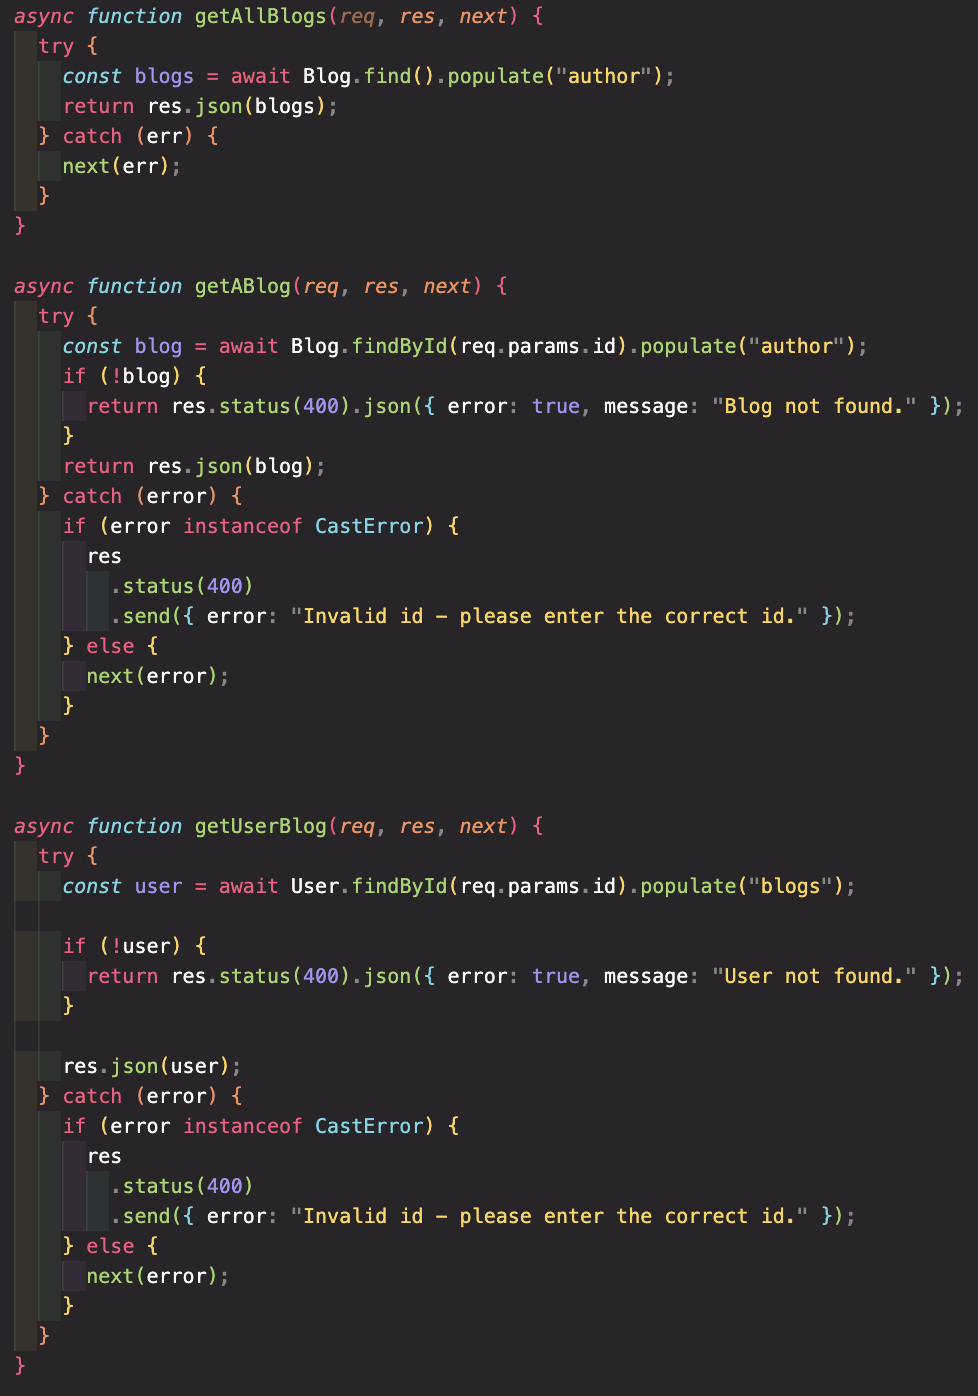 async function getAllBlogs(req, res, next) {
  try {
    const blogs = await Blog.find().populate("author");
    return res.json(blogs);
  } catch (err) {
    next(err);
  }
}

async function getABlog(req, res, next) {
  try {
    const blog = await Blog.findById(req.params.id).populate("author");
    if (!blog) {
      return res.status(400).json({ error: true, message: "Blog not found." });
    }
    return res.json(blog);
  } catch (error) {
    if (error instanceof CastError) {
      res
        .status(400)
        .send({ error: "Invalid id – please enter the correct id." });
    } else {
      next(error);
    }
  }
}

async function getUserBlog(req, res, next) {
  try {
    const user = await User.findById(req.params.id).populate("blogs");

    if (!user) {
      return res.status(400).json({ error: true, message: "User not found." });
    }

    res.json(user);
  } catch (error) {
    if (error instanceof CastError) {
      res
        .status(400)
        .send({ error: "Invalid id – please enter the correct id." });
    } else {
      next(error);
    }
  }
}